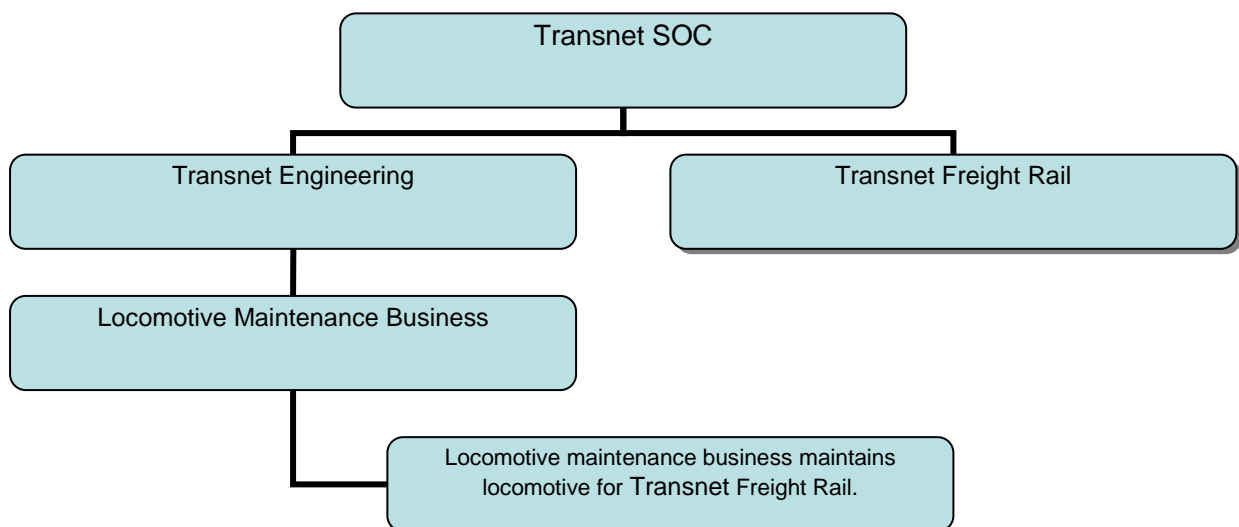 Transnet SOC
Transnet Engineering
Transnet Freight Rail
Locomotive Maintenance Business
Locomotive maintenance business maintains
locomotive for Transnet Freight Rail.